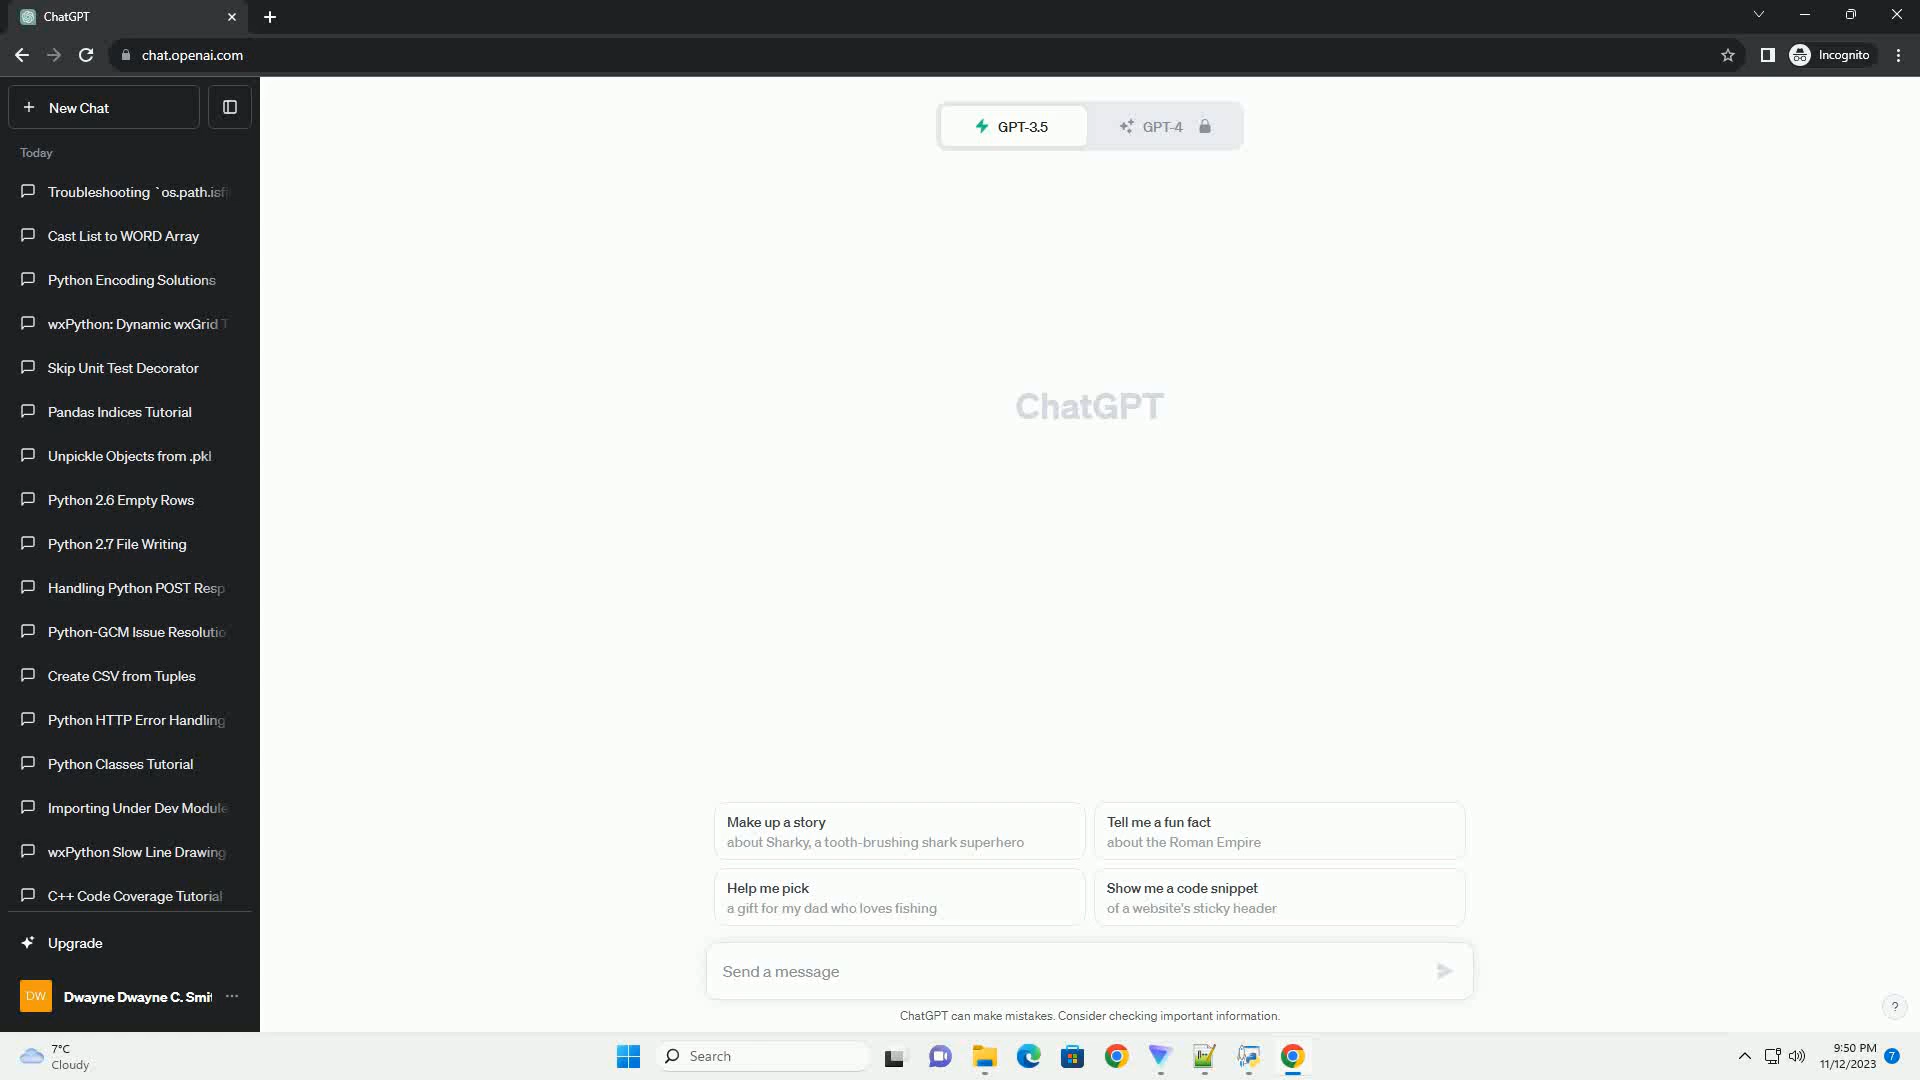 ChatGPT
chat.openai.com
Incognito
New Chat
Today
Troubleshooting `os.path.isfi
Cast List to WORD Array
Python Encoding Solutions
wxPython: Dynamic wxGrid T
Skip Unit Test Decorator
Pandas Indices Tutorial
Unpickle Objects from .pkl
Python 2.6 Empty Rows
Python 2.7 File Writing
Handling Python POST Resp
Python-GCM Issue Resolutio
Create CSV from Tuples
Python HTTP Error Handling
Python Classes Tutorial
Importing Under Dev Module
wxPython Slow Line Drawing
C++ Code Coverage Tutorial
Upgrade
DW
Dwayne Dwayne C. Smit
GPT-3.5
GPT-4
ChatGPT
Make up a story
about Sharky, a tooth-brushing shark superhero
Tell me a fun fact
about the Roman Empire
Help me pick
a gift for my dad who loves fishing
Show me a code snippet
of a website's sticky header
Send a message
ChatGPT can make mistakes. Consider checking important information.
?
7°C
Cloudy
Search
9:50 PM
11/12/2023
7